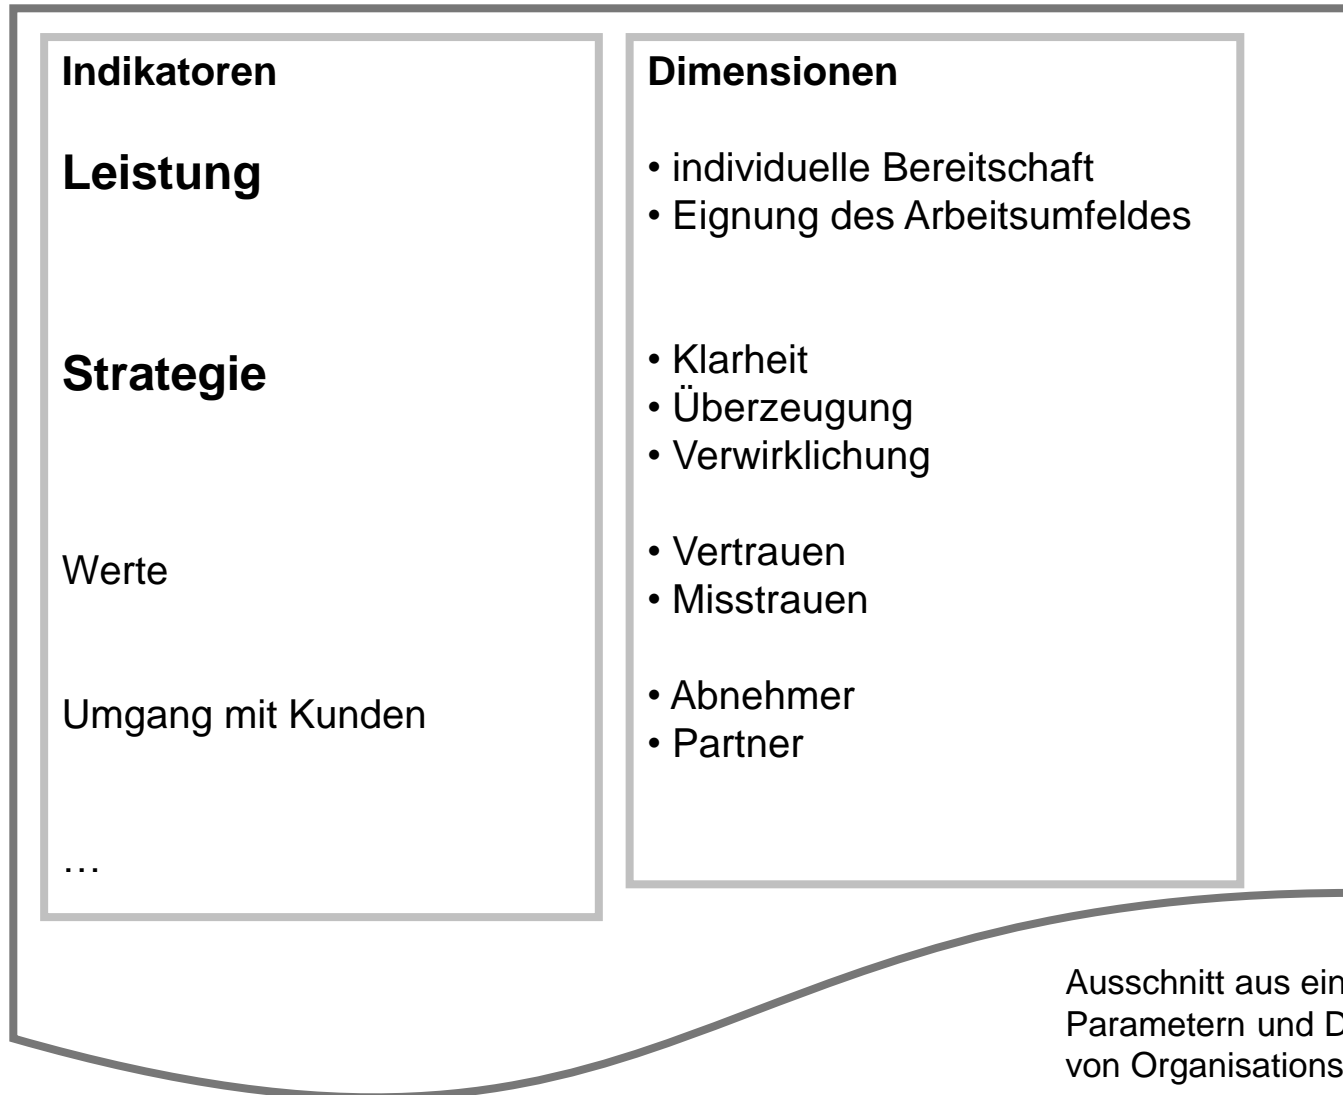 Indikatoren
Leistung
Strategie
Werte
Umgang mit Kunden
…
Dimensionen
• individuelle Bereitschaft
• Eignung des Arbeitsumfeldes
• Klarheit
• Überzeugung
• Verwirklichung
• Vertrauen
• Misstrauen
• Abnehmer
• Partner
Ausschnitt aus ein
Parametern und D
von Organisations